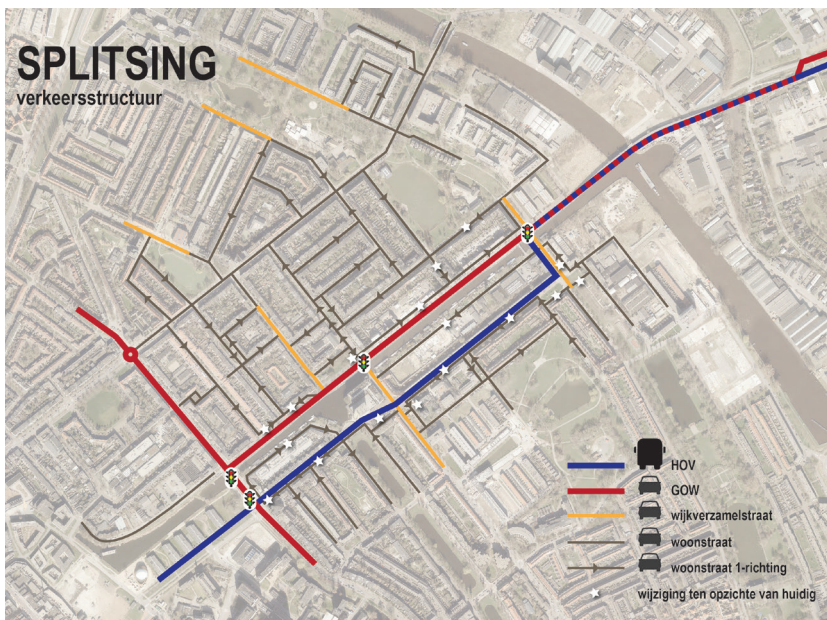 SPLITSING
verkeersstructuur
HOV
GOW
wijkverzamelstraat
woonstraat
woonstraat 1-richting
wijziging ten opzichte van huidig